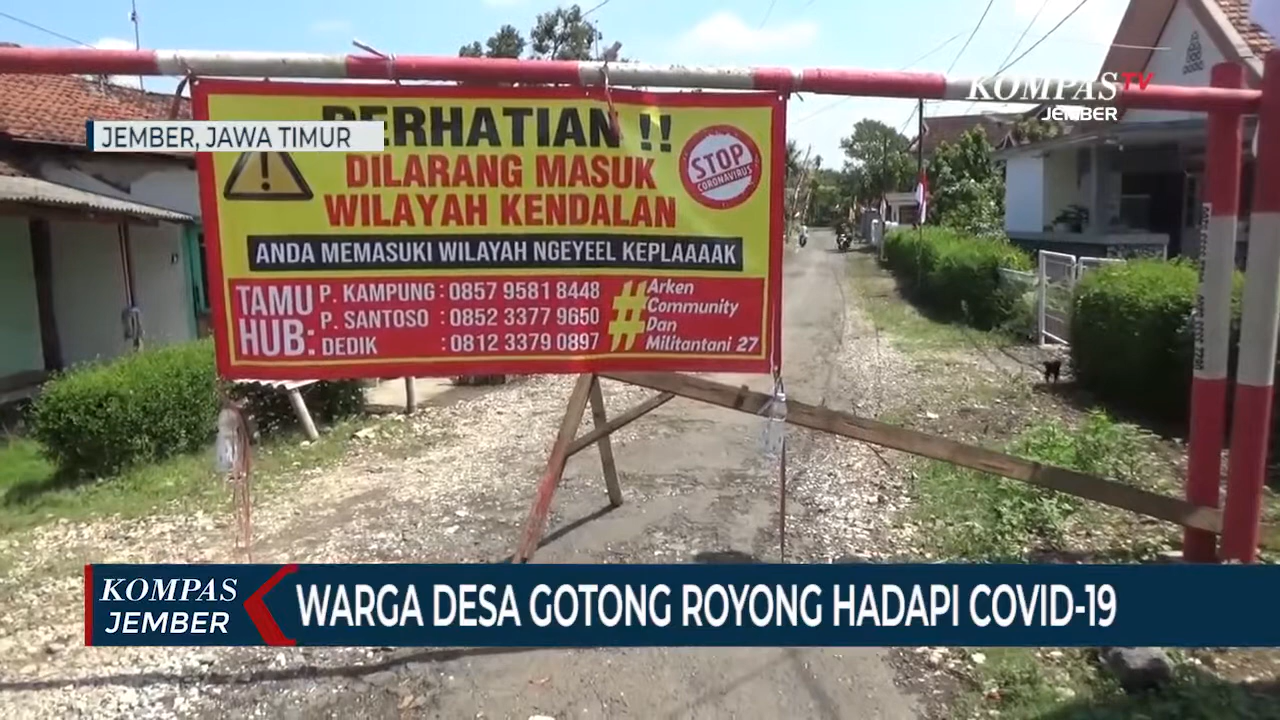 KOMPAS TV
JEMBER
JEMBER, JAWA TIMUR
PERHATIAN !!
DILARANG MASUK
WILAYAH KENDALAN
STOP
CORONAVIRUS
ANDA MEMASUKI WILAYAH NGEYEEL KEPLAAAAK
TAMU HUB:
P. KAMPUNG : 0857 9581 8448
P. SANTOSO : 0852 3377 9650
DEDIK : 0812 3379 0897
#Arken
Community
Dan
Militantani 27
KOMPAS
JEMBER
WARGA DESA GOTONG ROYONG HADAPI COVID-19